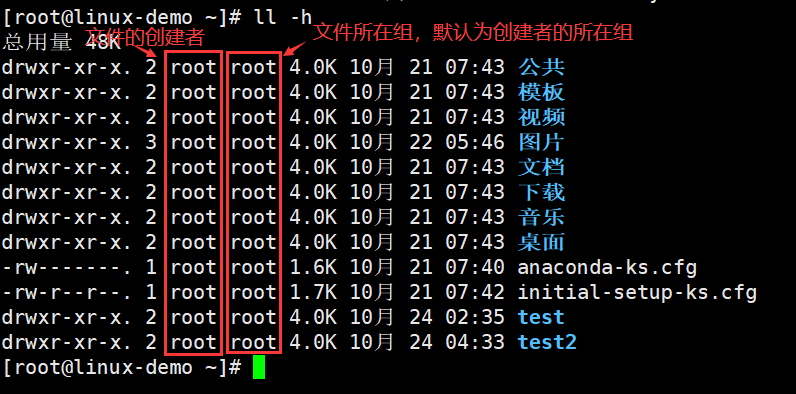 [root@linux-demo ~]# ll -h
总用量 48K
文件的创建者
文件所在组，默认为创建者的所在组
drwxr-xr-x. 2 root root 4.0K 10月 21 07:43 公共
drwxr-xr-x. 2 root root 4.0K 10月 21 07:43 模板
drwxr-xr-x. 2 root root 4.0K 10月 21 07:43 视频
drwxr-xr-x. 3 root root 4.0K 10月 22 05:46 图片
drwxr-xr-x. 2 root root 4.0K 10月 21 07:43 文档
drwxr-xr-x. 2 root root 4.0K 10月 21 07:43 下载
drwxr-xr-x. 2 root root 4.0K 10月 21 07:43 音乐
drwxr-xr-x. 2 root root 4.0K 10月 21 07:43 桌面
-rw-------. 1 root root 1.6K 10月 21 07:40 anaconda-ks.cfg
-rw-r--r--. 1 root root 1.7K 10月 21 07:42 initial-setup-ks.cfg
drwxr-xr-x. 2 root root 4.0K 10月 24 02:35 test
drwxr-xr-x. 2 root root 4.0K 10月 24 04:33 test2
[root@linux-demo ~]#